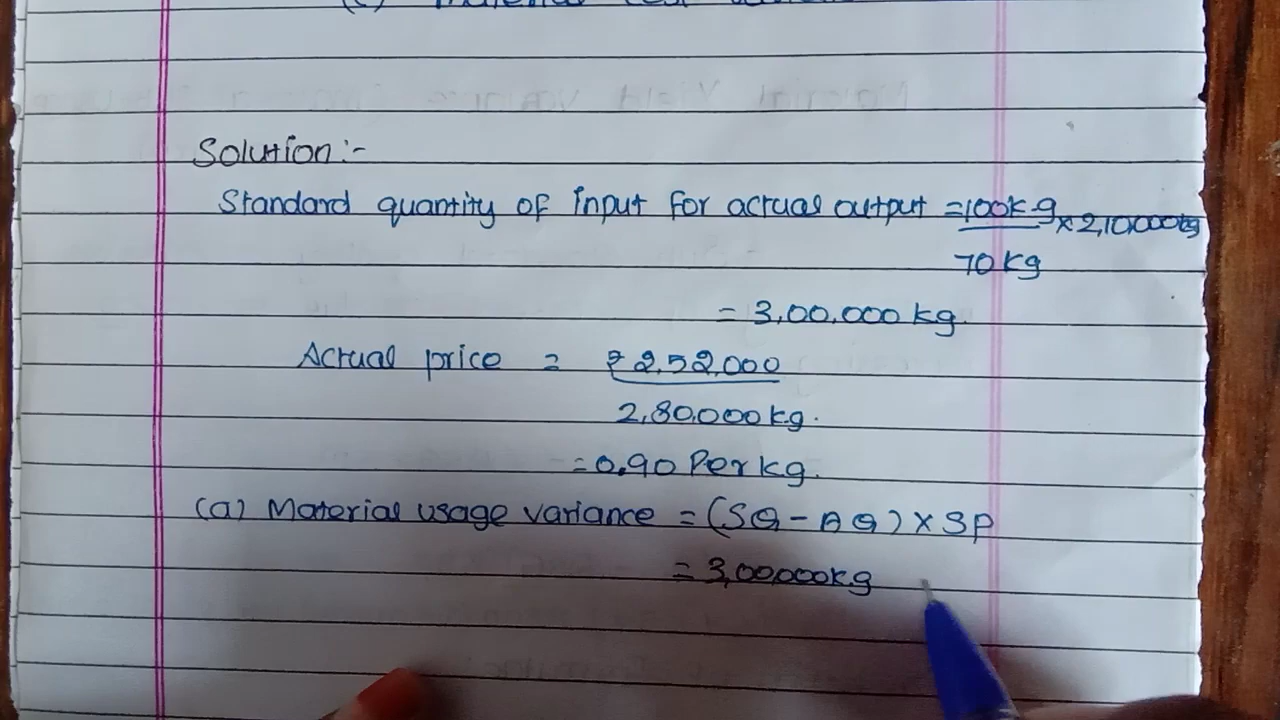 Solution :-
Standard quantity of input for actual output = 100kg × 2,10,000kg
70 kg
= 3,00,000 kg.
Actual price = ₹ 2,52,000
2,80,000 kg.
= 0.90 Per kg.
(a) Material usage variance = (SQ - AQ) × SP
= 3,00,000kg